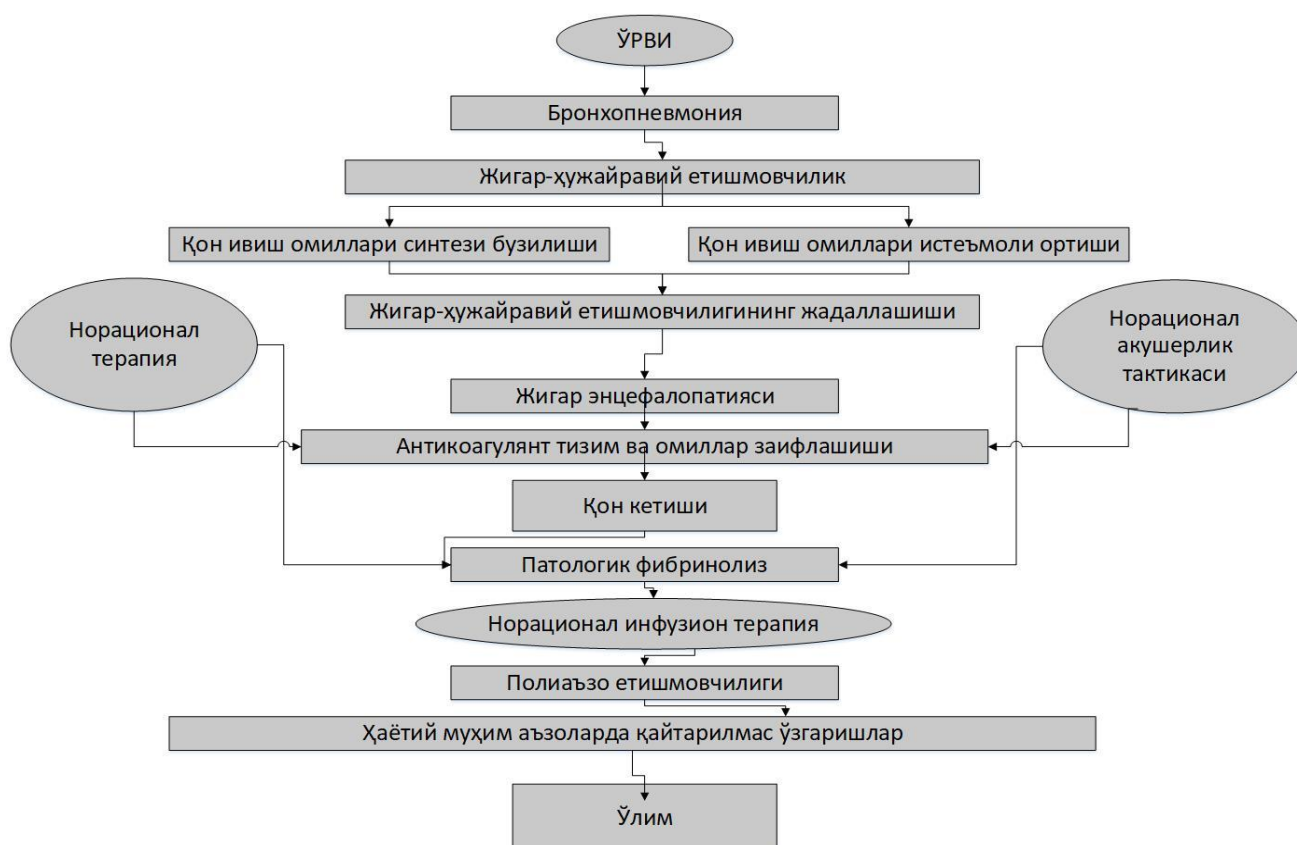 ЎРВИ
Бронхопневмония
Жигар-ҳужайравий етишмовчилик
Қон ивиш омиллари синтези бузилиши
Қон ивиш омиллари истеъмоли ортиши
Жигар-ҳужайравий етишмовчилигининг жадаллашиши
Норационал
терапия
Норационал
акушерлик
тактикаси
Жигар энцефалопатияси
Антикоагулянт тизим ва омиллар заифлашиши
Қон кетиши
Патологик фибринолиз
Норационал инфузион терапия
Полиаъзо етишмовчилиги
Ҳаётий муҳим аъзоларда қайтарилмас ўзгаришлар
Ўлим